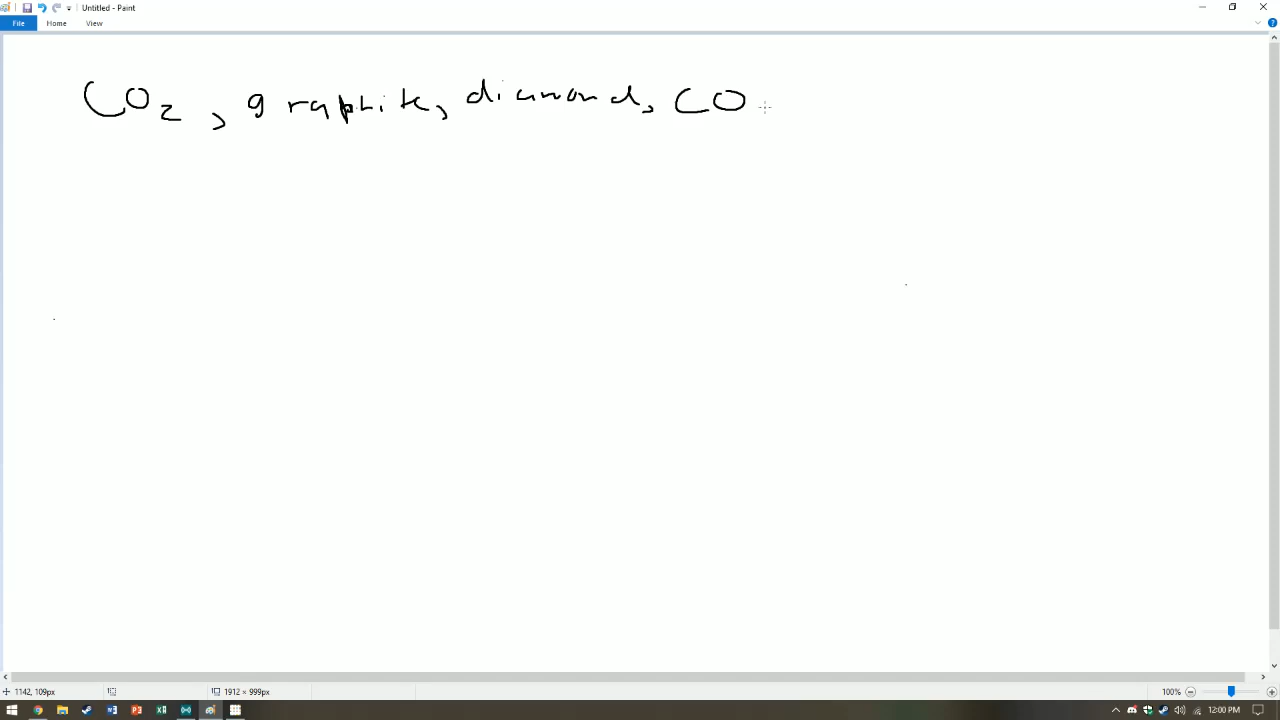 Untitled - Paint
File Home View
CO2, graphite, diamond, CO
1142, 109px 1912 × 999px 100%
12:00 PM